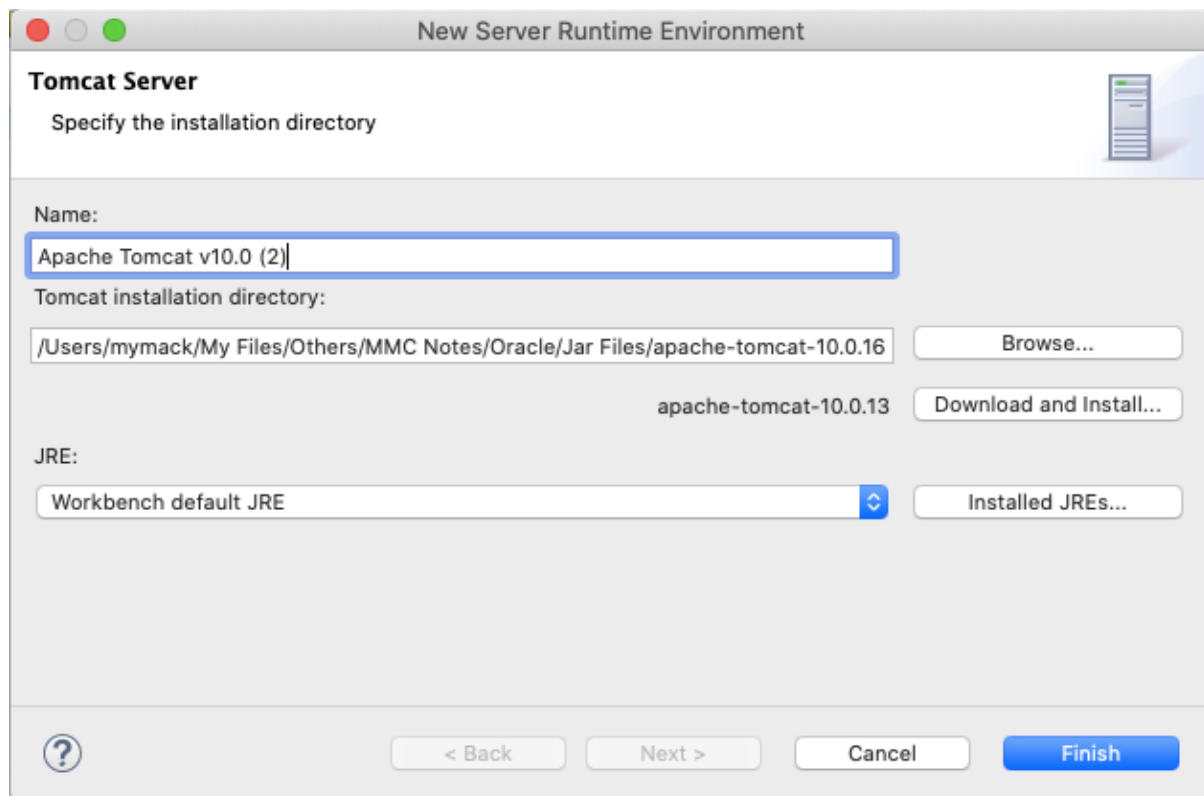 New Server Runtime Environment
Tomcat Server
Specify the installation directory
Name:
Apache Tomcat v10.0 (2)
Tomcat installation directory:
/Users/mymack/My Files/Others/MMC Notes/Oracle/Jar Files/apache-tomcat-10.0.16 Browse...
apache-tomcat-10.0.13 Download and Install...
JRE:
Workbench default JRE Installed JREs...
? < Back Next > Cancel Finish